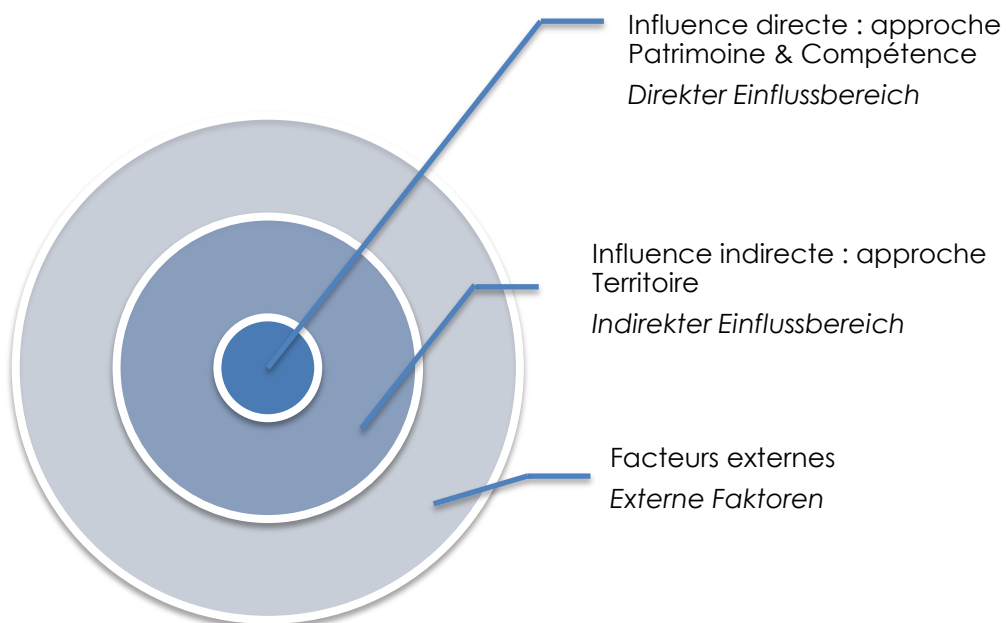 Influence directe : approche
Patrimoine & Compétence
Direkter Einflussbereich
Influence indirecte : approche
Territoire
Indirekter Einflussbereich
Facteurs externes
Externe Faktoren